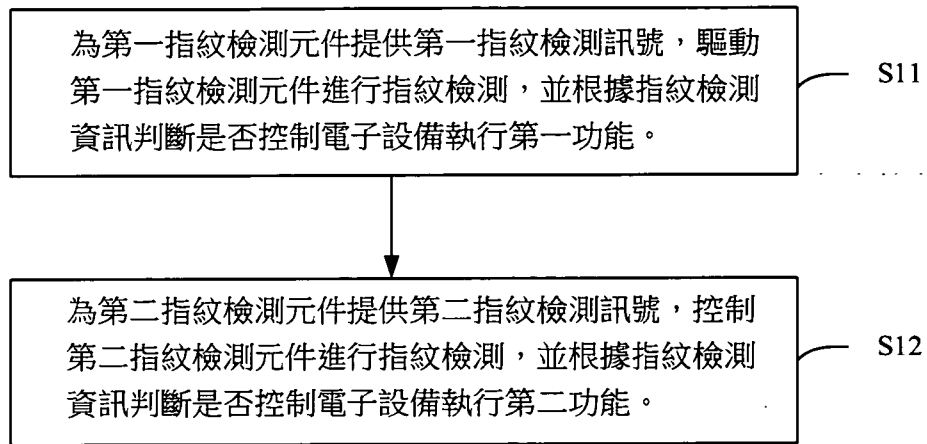 為第一指紋檢測元件提供第一指紋檢測訊號，驅動
第一指紋檢測元件進行指紋檢測，並根據指紋檢測
資訊判斷是否控制電子設備執行第一功能。
S11
為第二指紋檢測元件提供第二指紋檢測訊號，控制
第二指紋檢測元件進行指紋檢測，並根據指紋檢測
資訊判斷是否控制電子設備執行第二功能。
S12